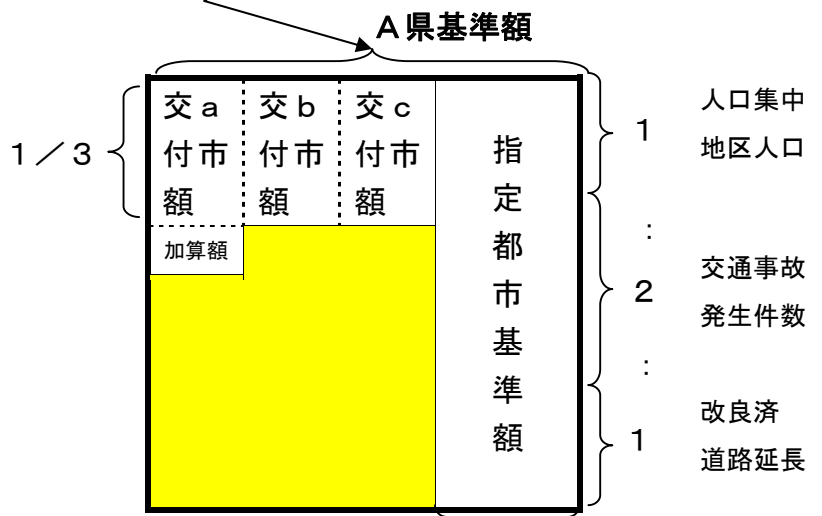 A県基準額
1/3
a市交付額
b市交付額
c市交付額
加算額
指定都市基準額
1
:
2
:
1
人口集中
地区人口
交通事故
発生件数
改良済
道路延長